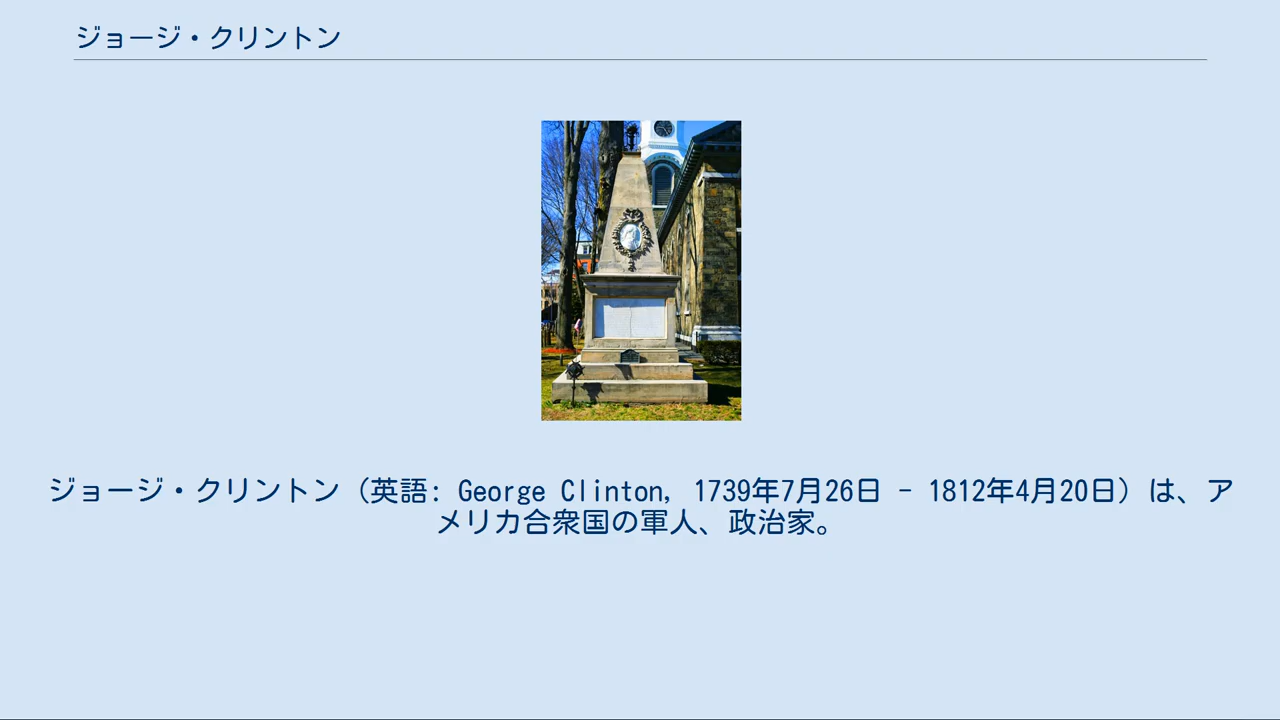 ジョージ・クリントン
ジョージ・クリントン（英語: George Clinton, 1739年7月26日 - 1812年4月20日）は、ア
メリカ合衆国の軍人、政治家。